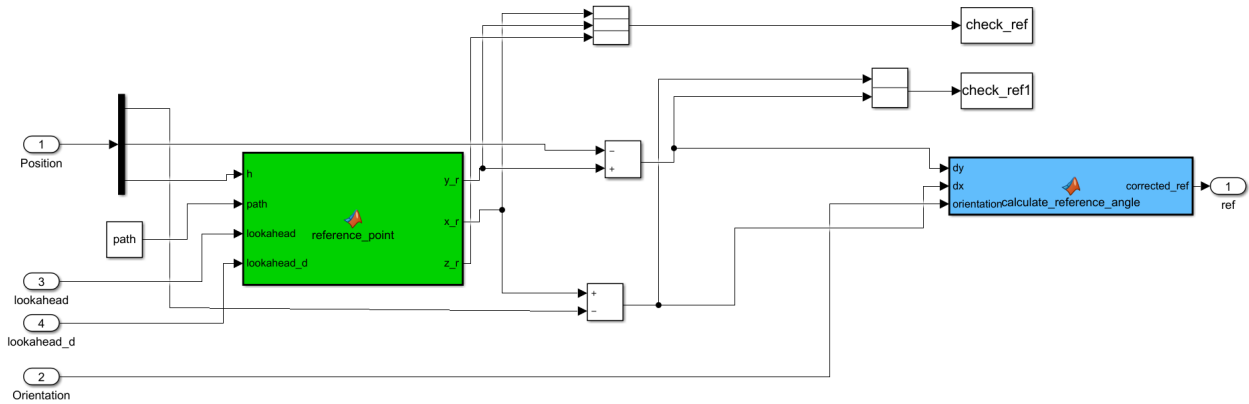 check_ref
check_ref1
1
Position
−
+
h
path
lookahead
lookahead_d
reference_point
y_r
x_r
z_r
path
dy
dx
orientation
calculate_reference_angle
corrected_ref
1
ref
3
lookahead
4
lookahead_d
+
−
2
Orientation